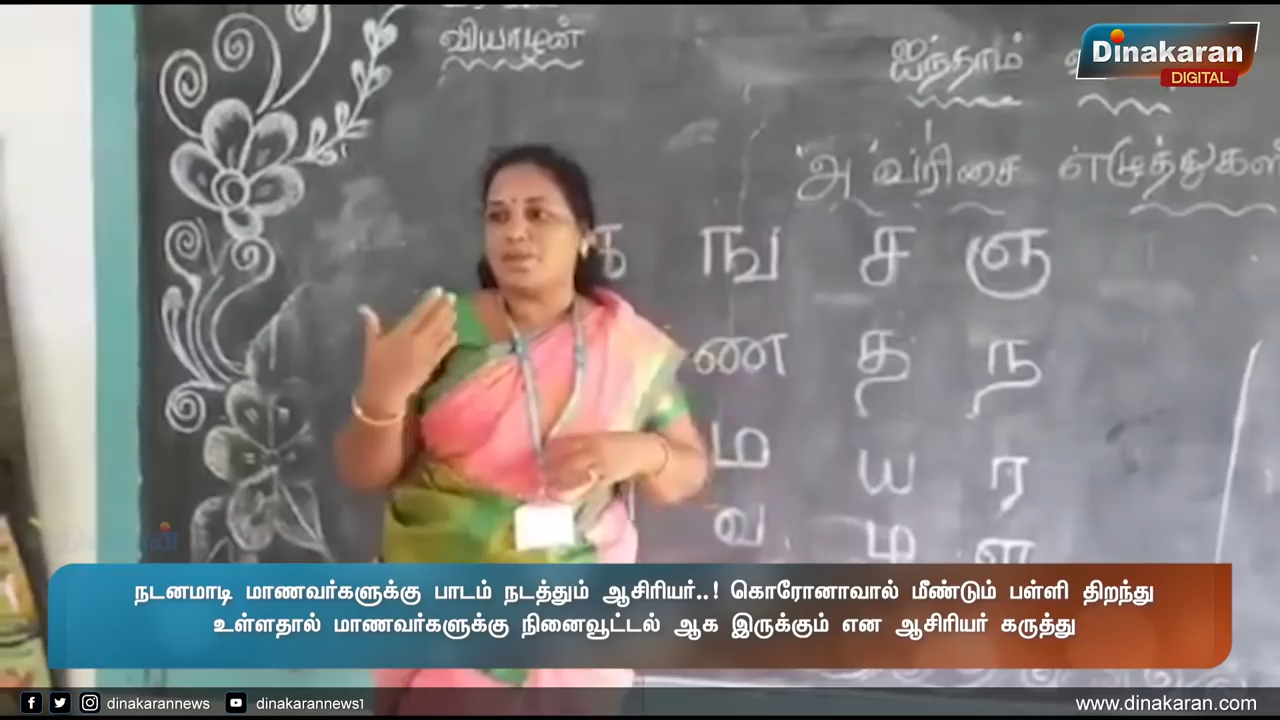 வியாழன்
ஐந்தாம்
Dinakaran
DIGITAL
'அ' வரிசை எழுத்துகள்
ங ச ஞ
ண த ந
ம ய ர
வ ழ ள
நடனமாடி மாணவர்களுக்கு பாடம் நடத்தும் ஆசிரியர்..! கொரோனாவால் மீண்டும் பள்ளி திறந்து
உள்ளதால் மாணவர்களுக்கு நினைவூட்டல் ஆக இருக்கும் என ஆசிரியர் கருத்து
dinakarannews
dinakarannews1
www.dinakaran.com